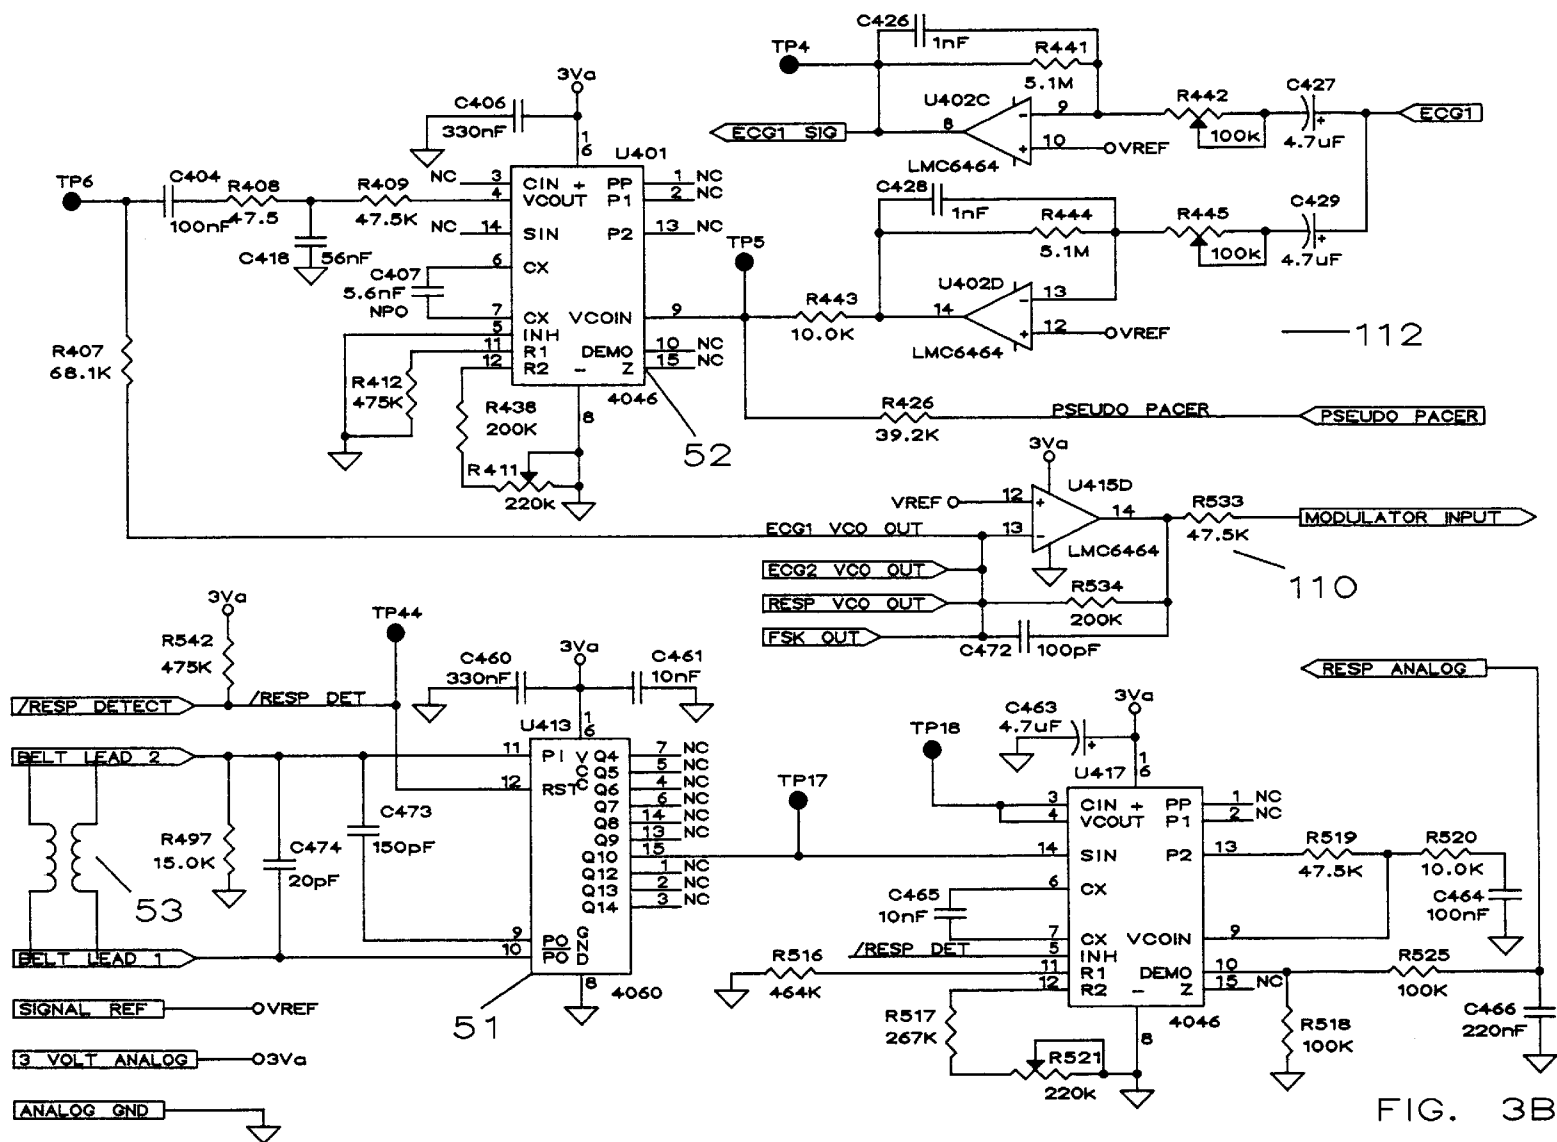 C426
1nF
TP4
R441
5.1M
U402C
9
8
10
VREF
LMC6464
ECG1 SIG
R442
100k
C427
4.7uF
ECG1
3Va
C406
330nF
1
6
U401
TP6
C404
100nF
R408
47.5
R409
47.5K
C418
56nF
NC 3 CIN + PP 1 NC
4 VCOUT P1 2 NC
NC 14 SIN P2 13 NC
6 CX
C407
5.6nF
NPO
7 CX VCOIN 9
5 INH
11 R1 DEMO 10 NC
12 R2 – Z 15 NC
4046
8
52
R407
68.1K
R412
475K
R438
200K
R411
220k
C428
1nF
R444
5.1M
R445
100k
C429
4.7uF
TP5
R443
10.0K
U402D
14
13
12
VREF
LMC6464
112
R426
39.2K
PSEUDO PACER
PSEUDO PACER
3Va
VREF
12
U415D
13
14
LMC6464
R533
47.5K
MODULATOR INPUT
110
ECG1 VCO OUT
ECG2 VCO OUT
RESP VCO OUT
FSK OUT
R534
200K
C472
100pF
3Va
R542
475K
TP44
/RESP DETECT
/RESP DET
BELT LEAD 2
R497
15.0K
C474
20pF
C473
150pF
53
BELT LEAD 1
3Va
C460
330nF
C461
10nF
1
6
U413
11 PI VCC Q4 7 NC
Q5 5 NC
12 RST Q6 4 NC
Q7 6 NC
Q8 14 NC
Q9 13 NC
Q10 15
Q12 1 NC
Q13 2 NC
Q14 3 NC
9 PO GND
10 PO
4060
8
51
TP17
TP18
RESP ANALOG
3Va
C463
4.7uF
1
6
U417
3 CIN + PP 1 NC
4 VCOUT P1 2 NC
14 SIN P2 13
6 CX
C465
10nF
7 CX VCOIN 9
/RESP DET 5 INH
11 R1 DEMO 10
12 R2 – Z 15 NC
4046
8
R516
464K
R517
267K
R521
220k
R519
47.5K
R520
10.0K
C464
100nF
R525
100K
R518
100K
C466
220nF
SIGNAL REF VREF
3 VOLT ANALOG 3Va
ANALOG GND
FIG. 3B